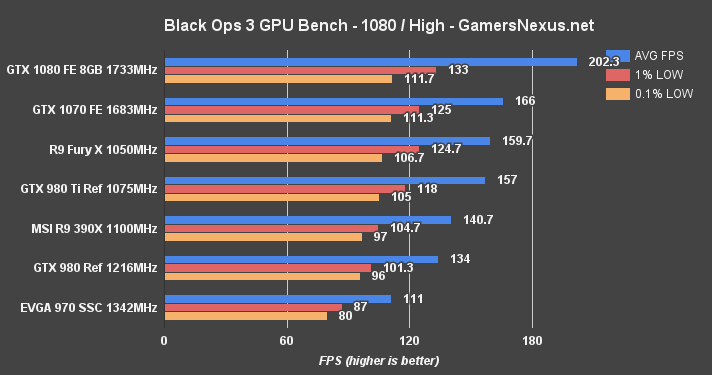 Black Ops 3 GPU Bench - 1080 / High - GamersNexus.net
AVG FPS
1% LOW
0.1% LOW
GTX 1080 FE 8GB 1733MHz
202.3
133
111.7
GTX 1070 FE 1683MHz
166
125
111.3
R9 Fury X 1050MHz
159.7
124.7
106.7
GTX 980 Ti Ref 1075MHz
157
118
105
MSI R9 390X 1100MHz
140.7
104.7
97
GTX 980 Ref 1216MHz
134
101.3
96
EVGA 970 SSC 1342MHz
111
87
80
0 60 120 180
FPS (higher is better)